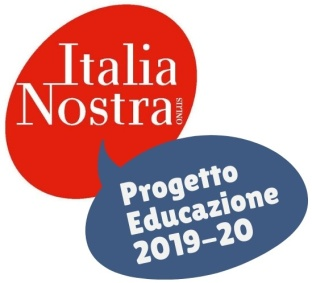 Italia
Nostra
ONLUS
Progetto
Educazione
2019–20